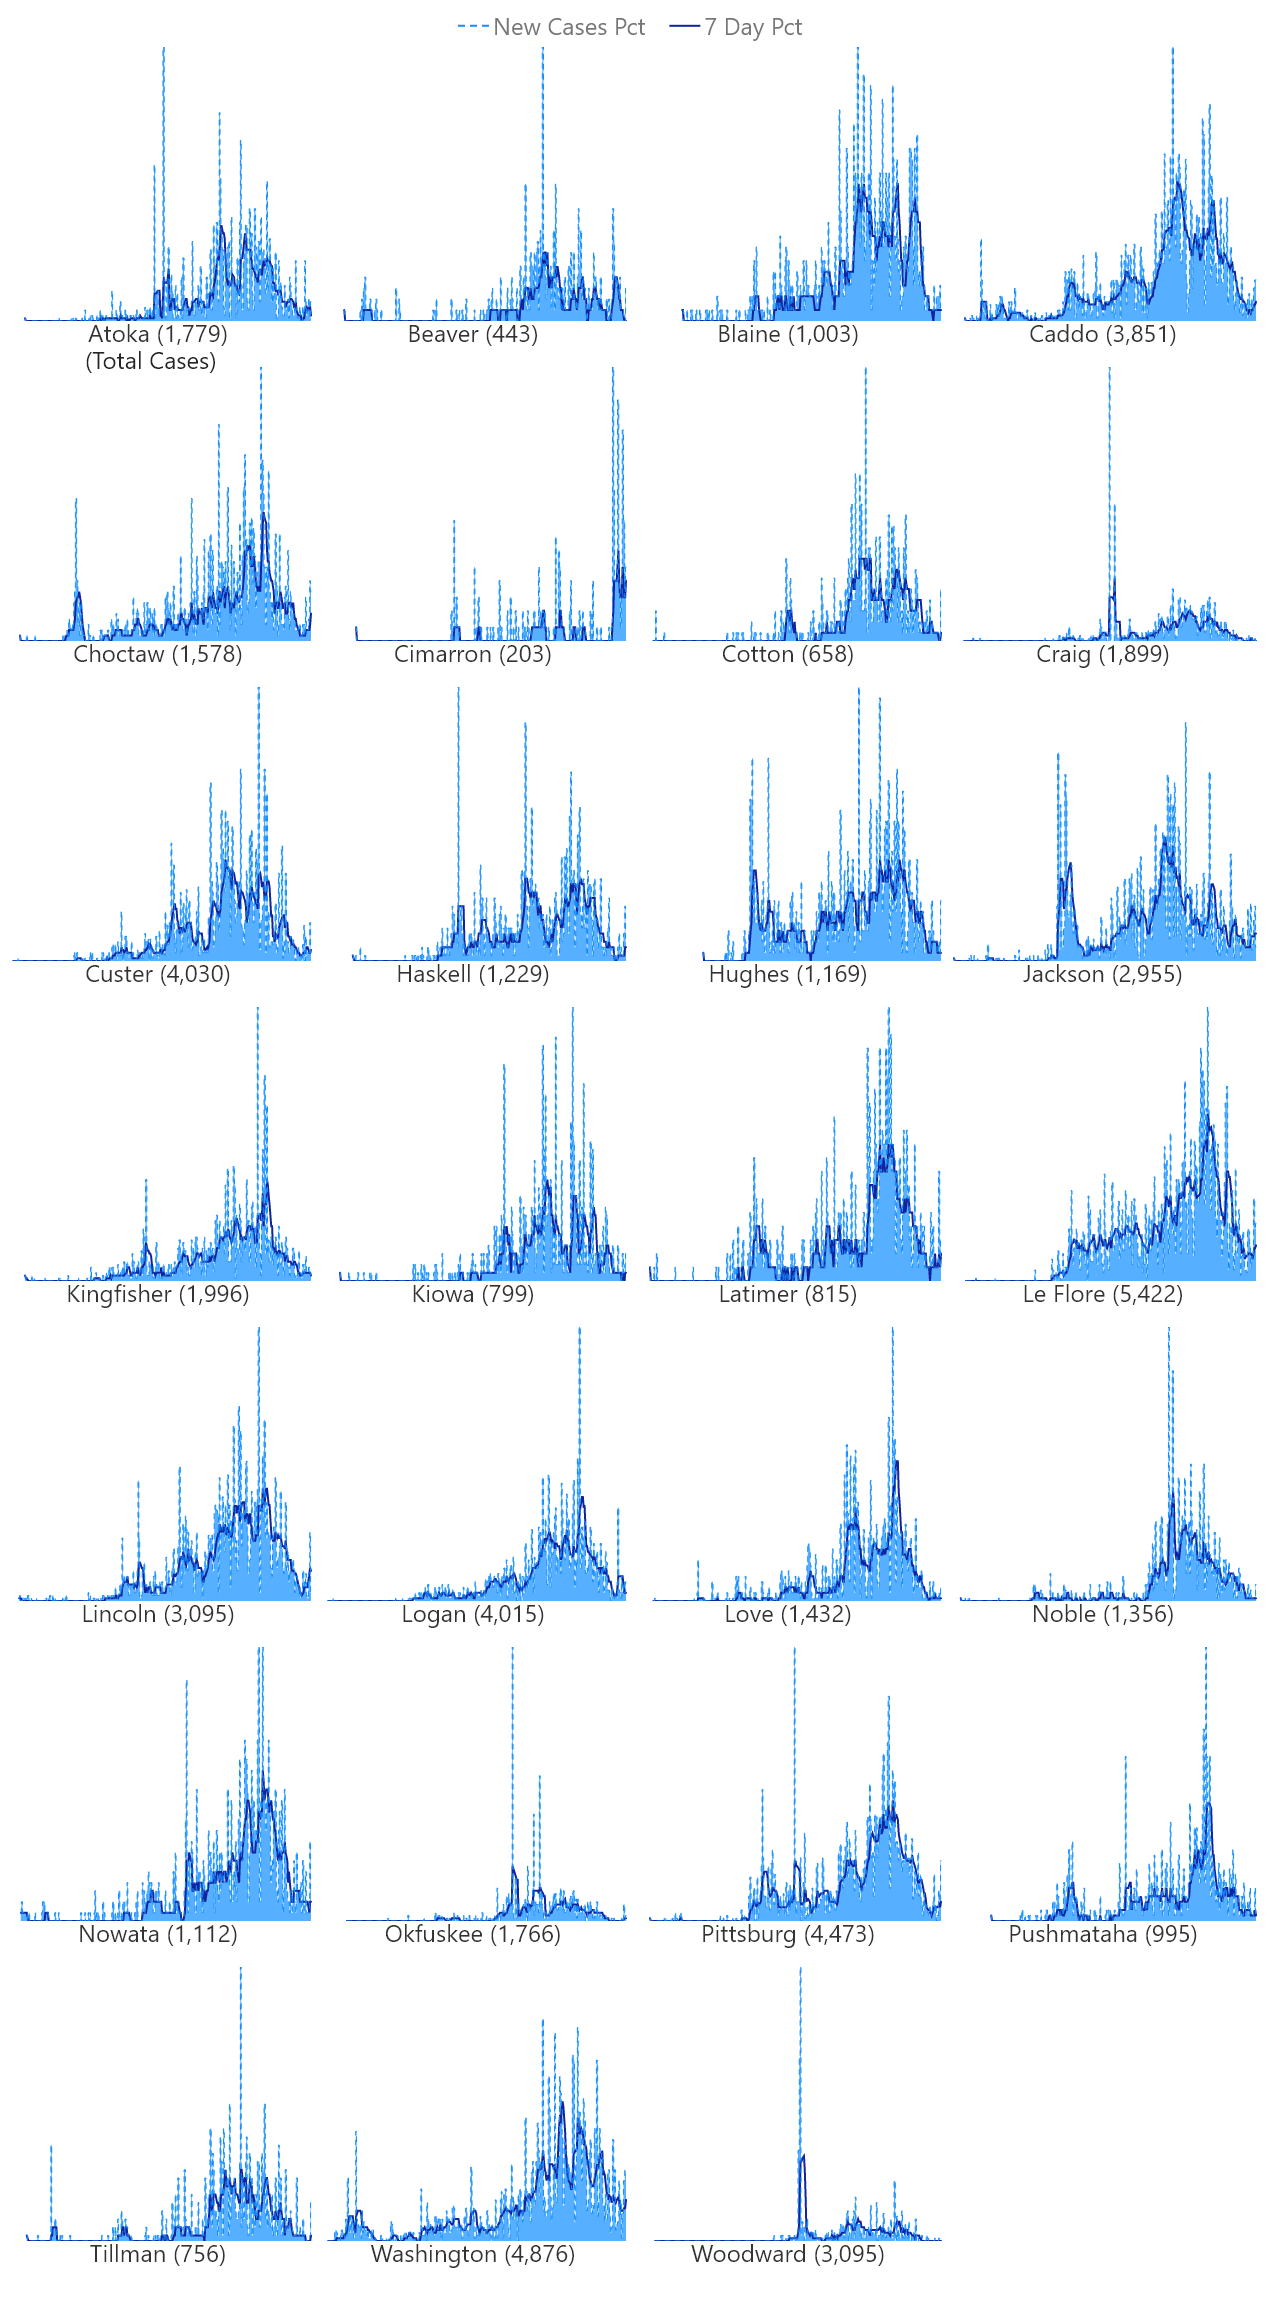 New Cases Pct 7 Day Pct
Atoka (1,779) Beaver (443) Blaine (1,003) Caddo (3,851)
(Total Cases)
Choctaw (1,578) Cimarron (203) Cotton (658) Craig (1,899)
Custer (4,030) Haskell (1,229) Hughes (1,169) Jackson (2,955)
Kingfisher (1,996) Kiowa (799) Latimer (815) Le Flore (5,422)
Lincoln (3,095) Logan (4,015) Love (1,432) Noble (1,356)
Nowata (1,112) Okfuskee (1,766) Pittsburg (4,473) Pushmataha (995)
Tillman (756) Washington (4,876) Woodward (3,095)